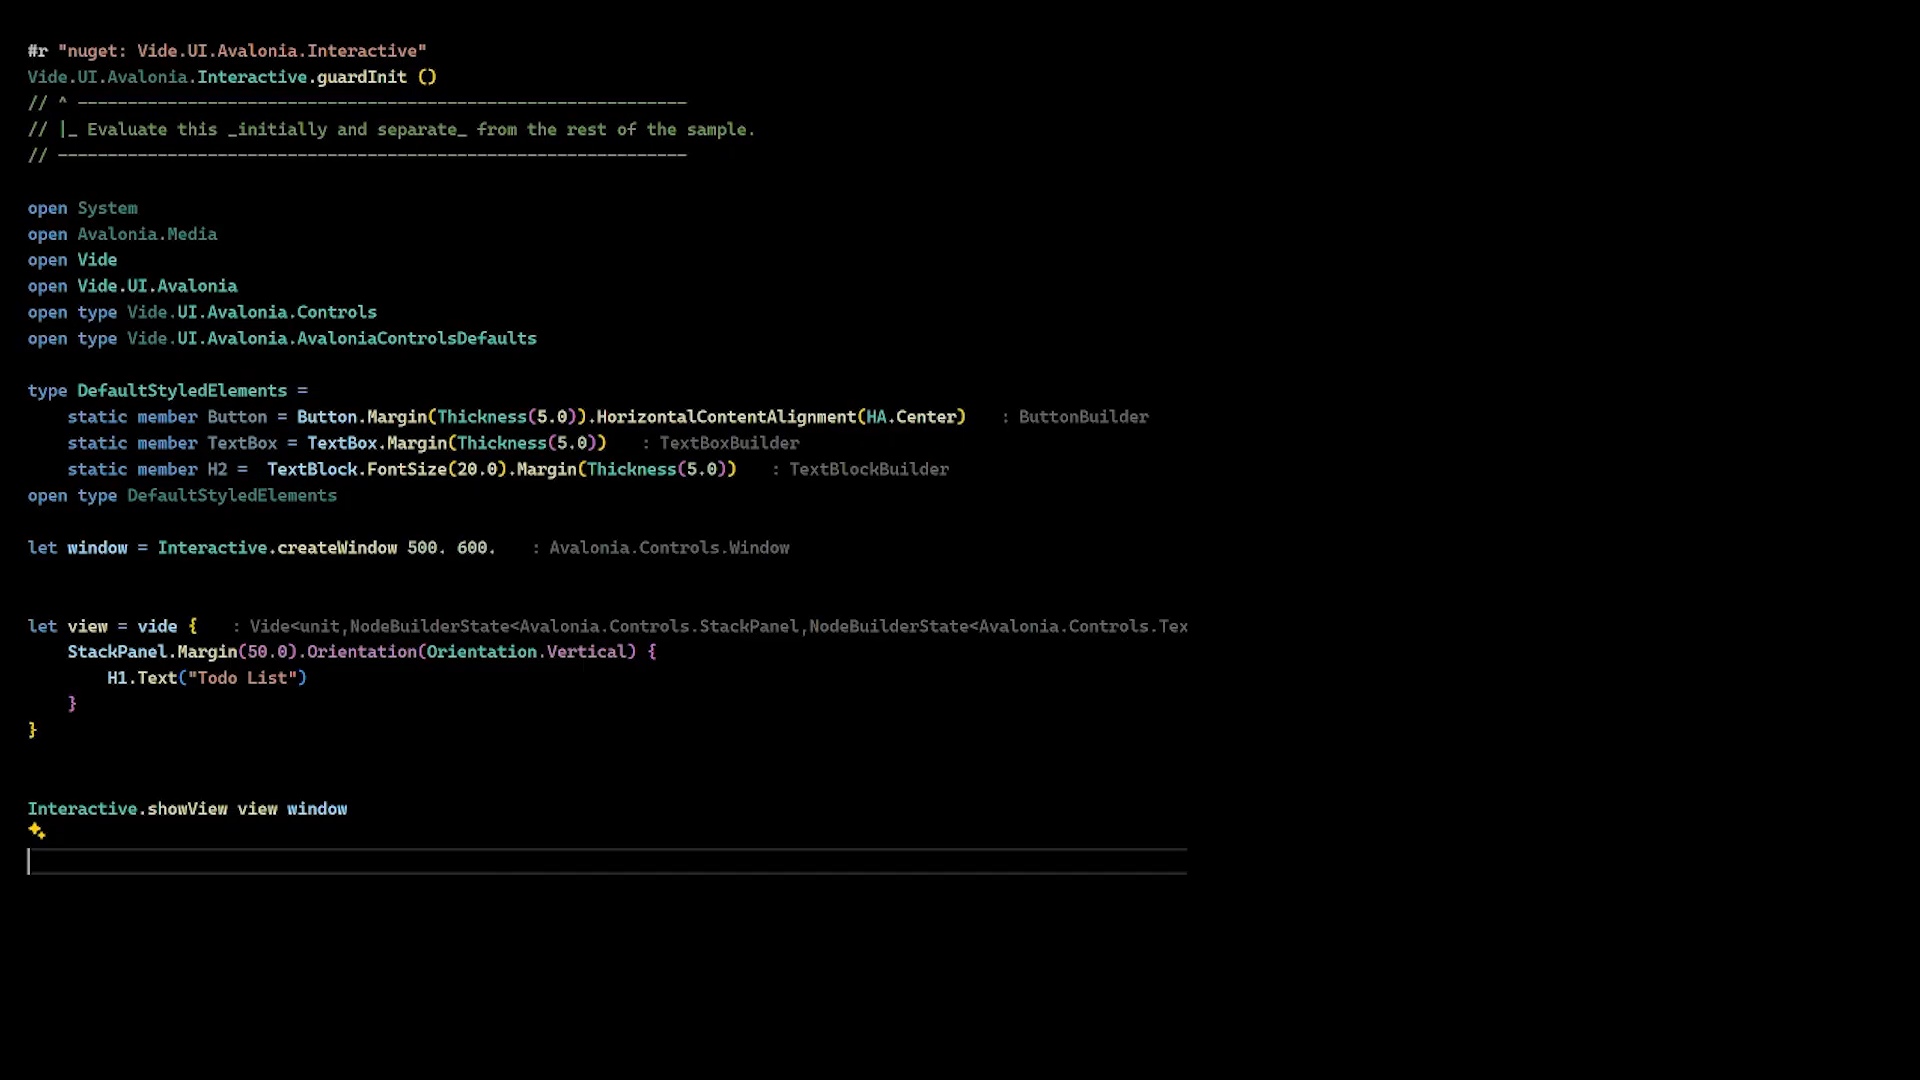 #r "nuget: Vide.UI.Avalonia.Interactive"
Vide.UI.Avalonia.Interactive.guardInit ()
// ^ -------------------------------------------------------------
// |_ Evaluate this _initially and separate_ from the rest of the sample.
// ---------------------------------------------------------------
open System
open Avalonia.Media
open Vide
open Vide.UI.Avalonia
open type Vide.UI.Avalonia.Controls
open type Vide.UI.Avalonia.AvaloniaControlsDefaults
type DefaultStyledElements =
    static member Button = Button.Margin(Thickness(5.0)).HorizontalContentAlignment(HA.Center)   : ButtonBuilder
    static member TextBox = TextBox.Margin(Thickness(5.0))   : TextBoxBuilder
    static member H2 =  TextBlock.FontSize(20.0).Margin(Thickness(5.0))   : TextBlockBuilder
open type DefaultStyledElements
let window = Interactive.createWindow 500. 600.   : Avalonia.Controls.Window
let view = vide {   : Vide<unit,NodeBuilderState<Avalonia.Controls.StackPanel,NodeBuilderState<Avalonia.Controls.Tex
    StackPanel.Margin(50.0).Orientation(Orientation.Vertical) {
        H1.Text("Todo List")
    }
}
Interactive.showView view window